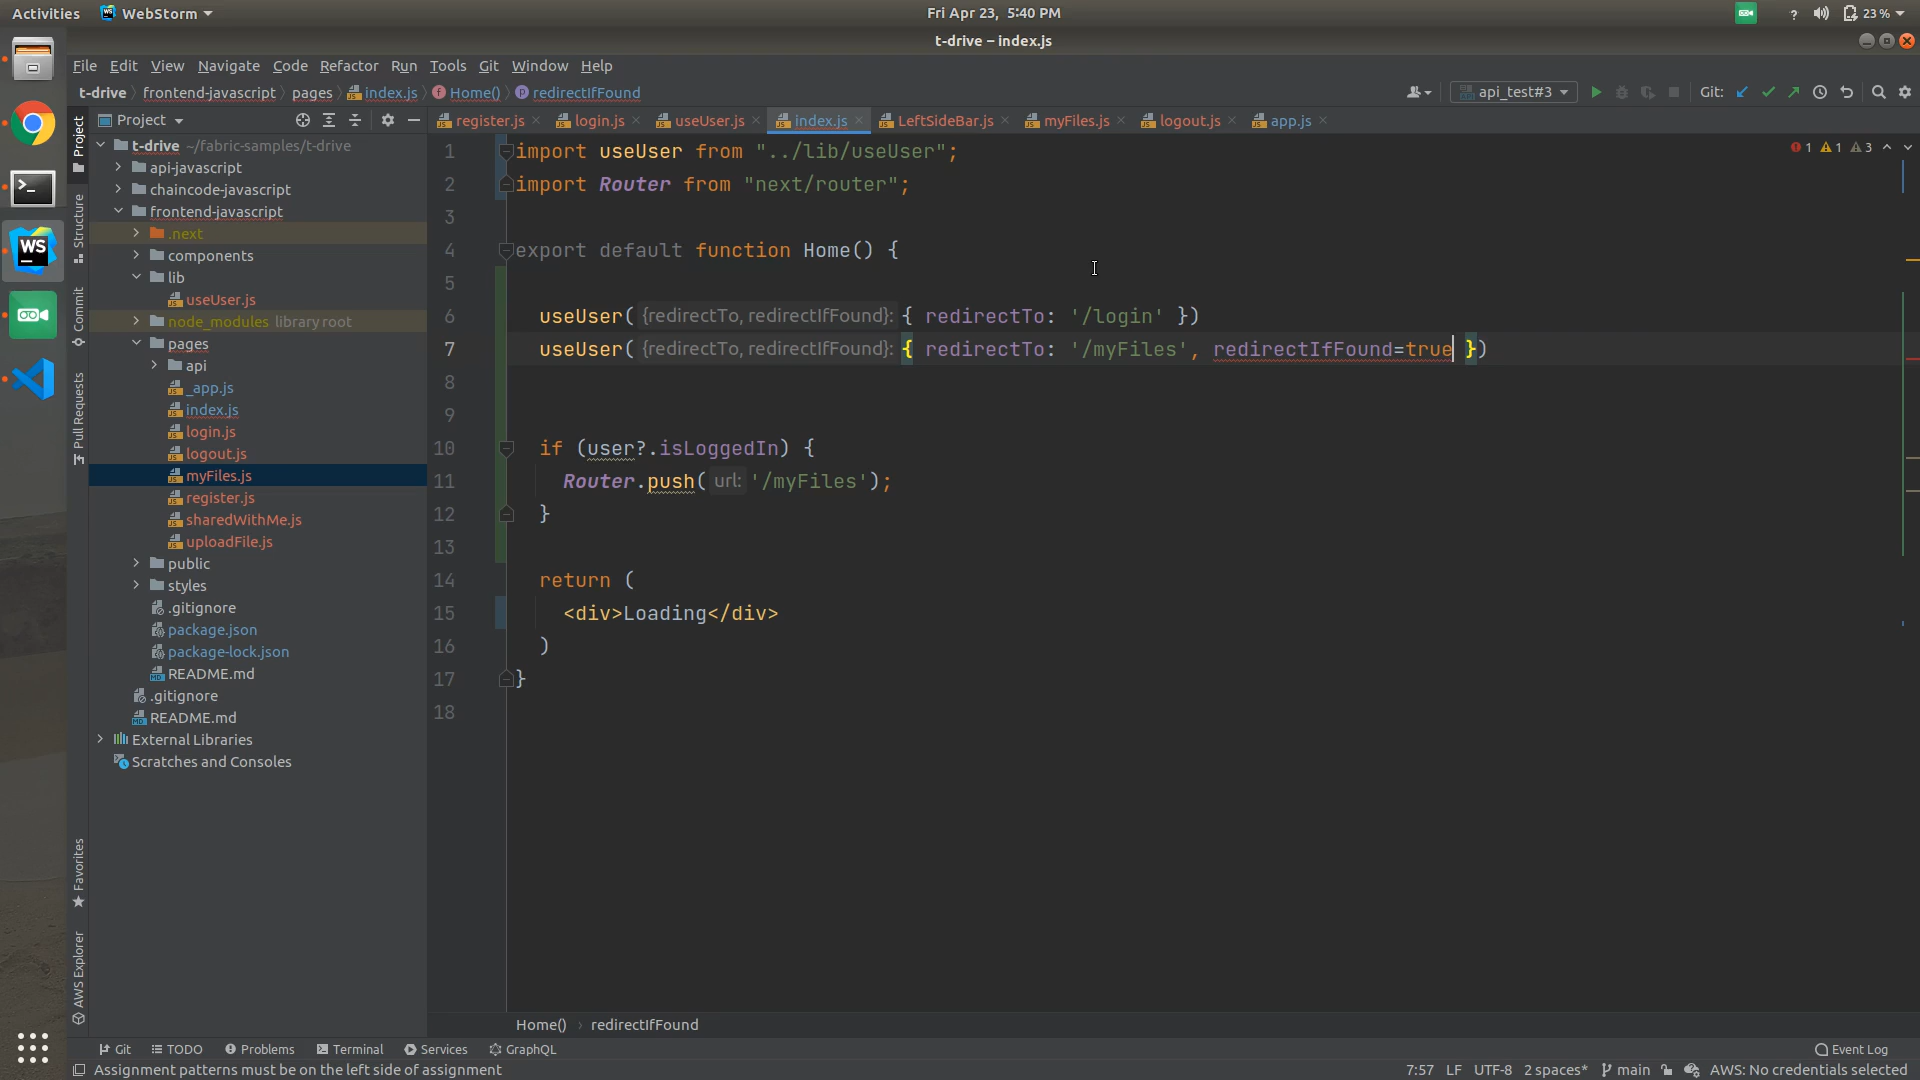 Activities WebStorm Fri Apr 23, 5:40 PM ? 23 %
t-drive – index.js
File Edit View Navigate Code Refactor Run Tools Git Window Help
t-drive frontend-javascript pages index.js Home() redirectIfFound api_test#3 Git:
Project register.js login.js useUser.js index.js LeftSideBar.js myFiles.js logout.js app.js
t-drive ~/fabric-samples/t-drive
api-javascript
chaincode-javascript
frontend-javascript
.next
components
lib
useUser.js
node_modules library root
pages
api
_app.js
index.js
login.js
logout.js
myFiles.js
register.js
sharedWithMe.js
uploadFile.js
public
styles
.gitignore
package.json
package-lock.json
README.md
.gitignore
README.md
External Libraries
Scratches and Consoles
Project
Structure
Commit
Pull Requests
Favorites
AWS Explorer
WS
1 import useUser from "../lib/useUser";
2 import Router from "next/router";
3
4 export default function Home() {
5
6 useUser( {redirectTo, redirectIfFound}: { redirectTo: '/login' })
7 useUser( {redirectTo, redirectIfFound}: { redirectTo: '/myFiles', redirectIfFound=true })
8
9
10 if (user?.isLoggedIn) {
11 Router.push( url: '/myFiles');
12 }
13
14 return (
15 <div>Loading</div>
16 )
17 }
18
1 1 3
Home() › redirectIfFound
Git TODO Problems Terminal Services GraphQL Event Log
Assignment patterns must be on the left side of assignment 7:57 LF UTF-8 2 spaces* main AWS: No credentials selected